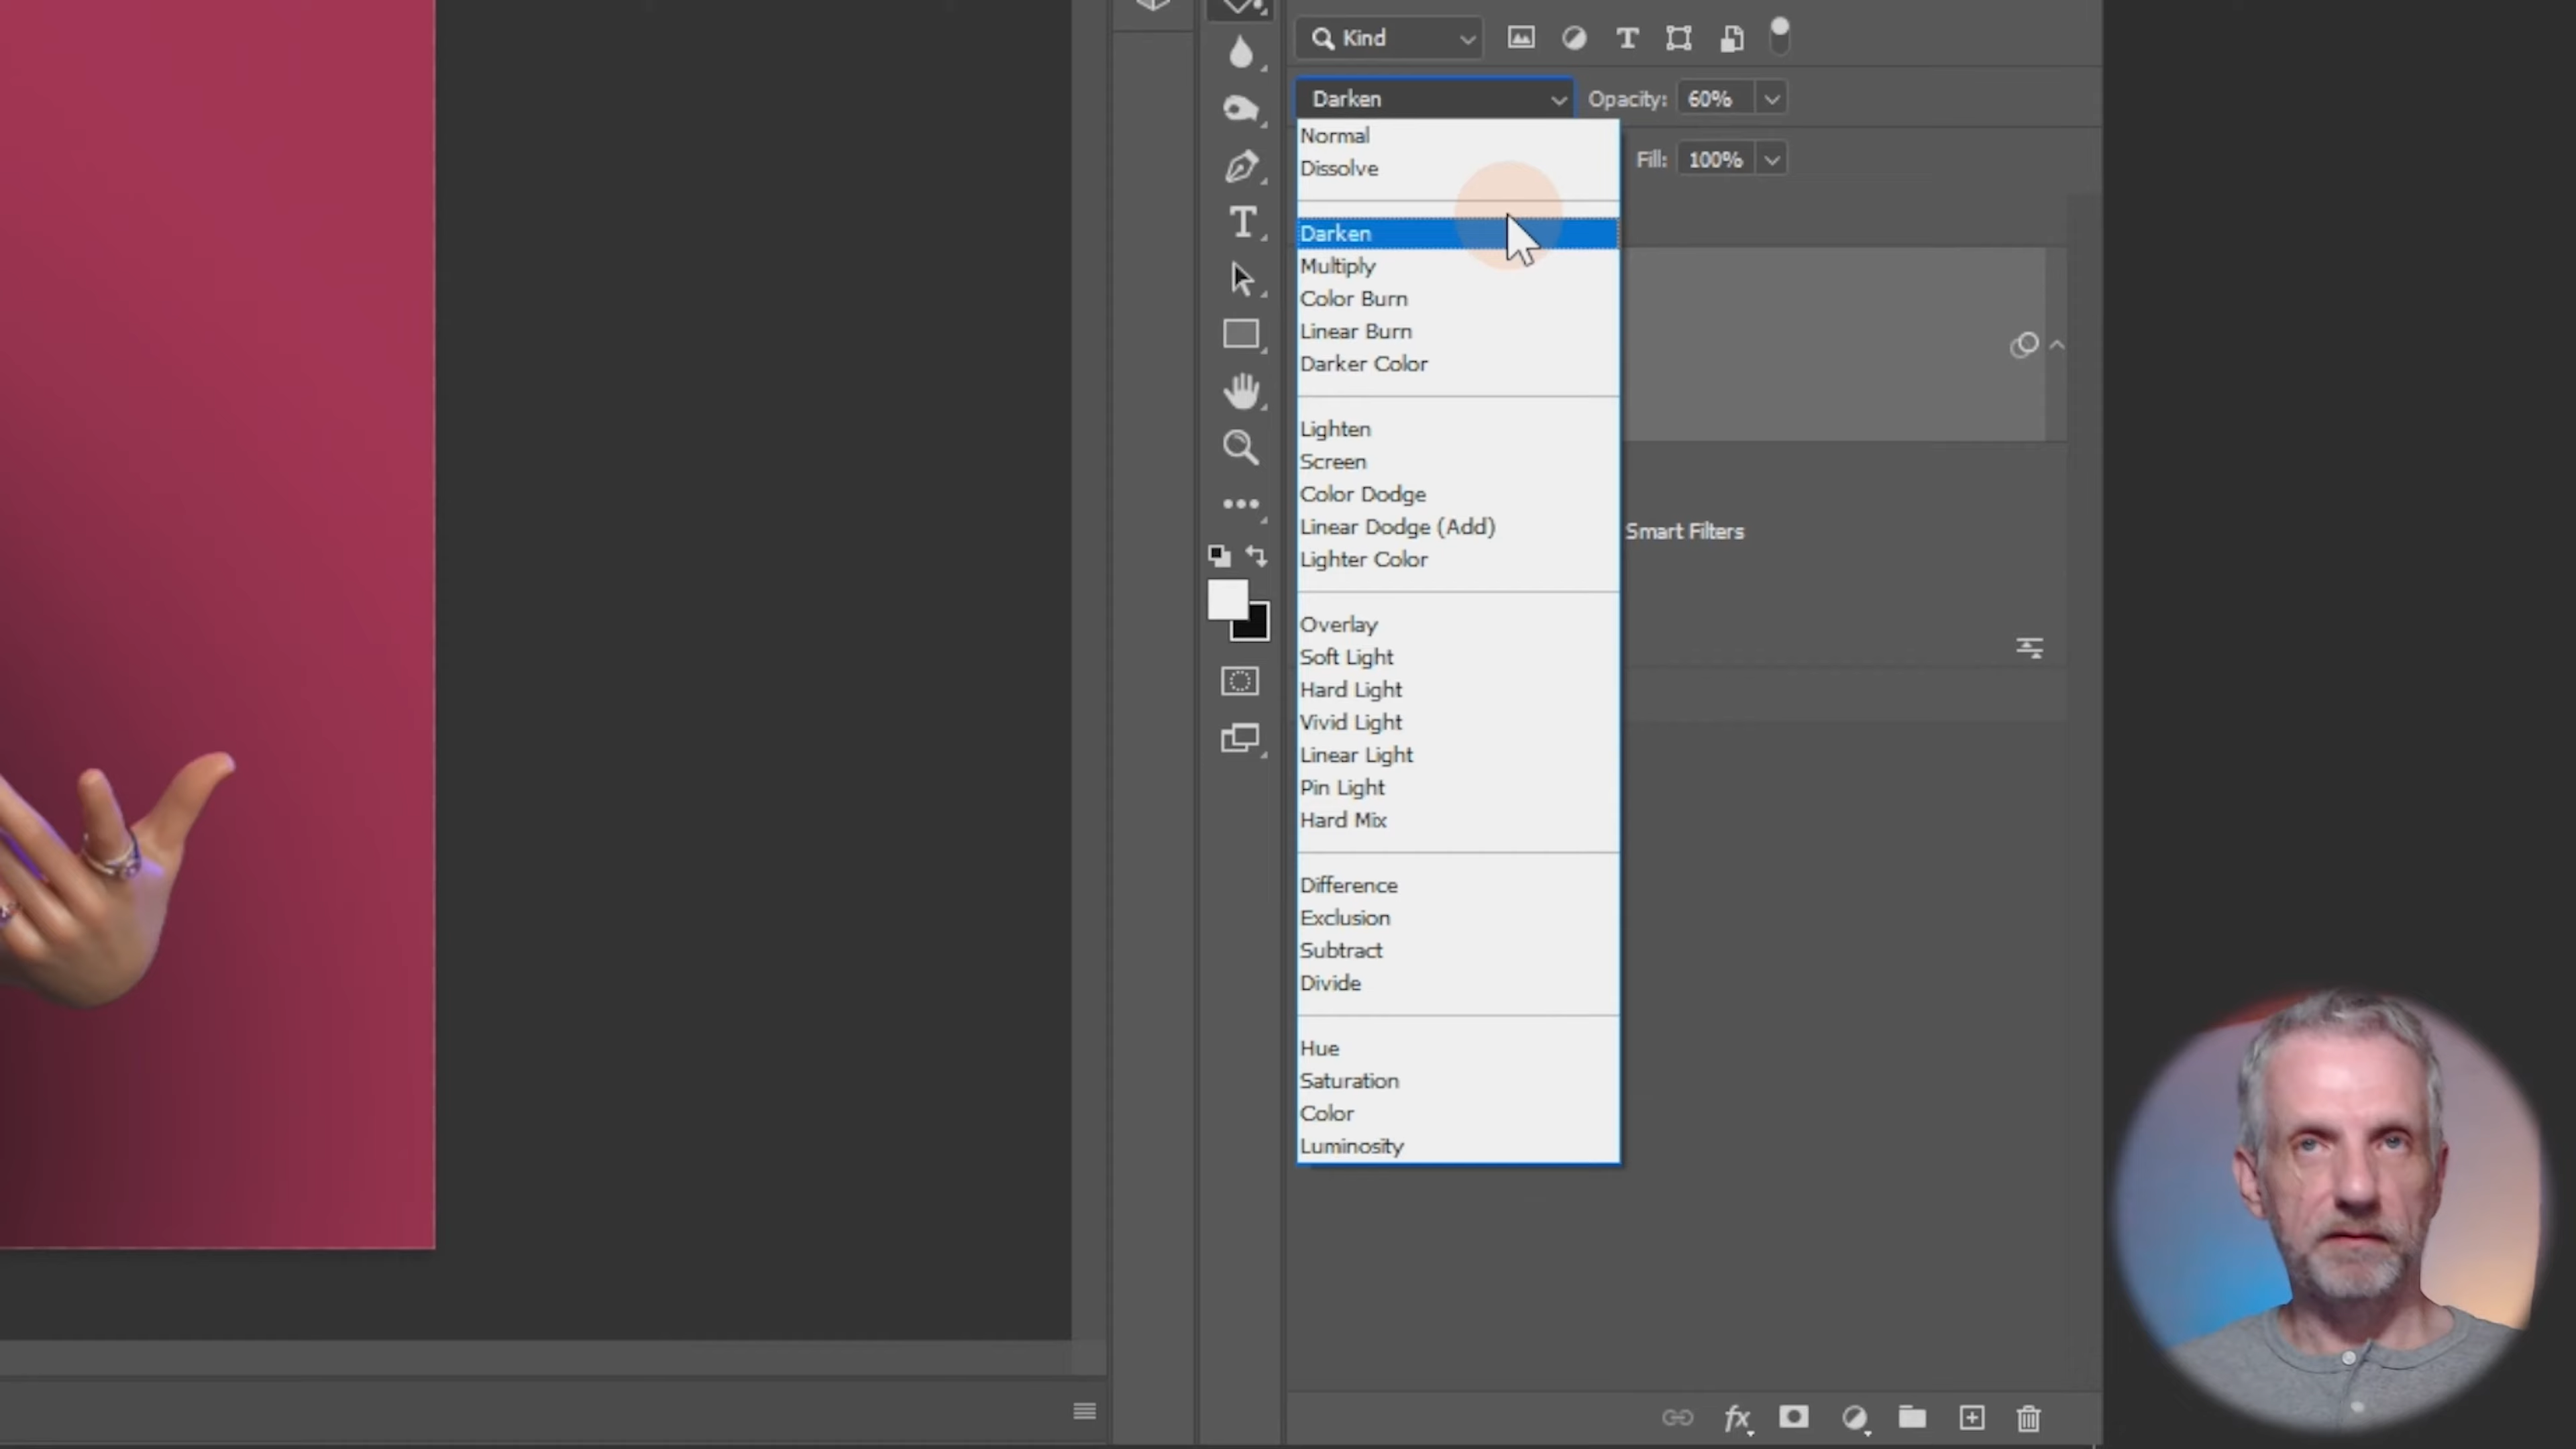 Kind
Darken Opacity: 60%
Normal
Dissolve
Fill: 100%
Darken
Multiply
Color Burn
Linear Burn
Darker Color
Lighten
Screen
Color Dodge
Linear Dodge (Add)
Lighter Color
Smart Filters
Overlay
Soft Light
Hard Light
Vivid Light
Linear Light
Pin Light
Hard Mix
Difference
Exclusion
Subtract
Divide
Hue
Saturation
Color
Luminosity
fx